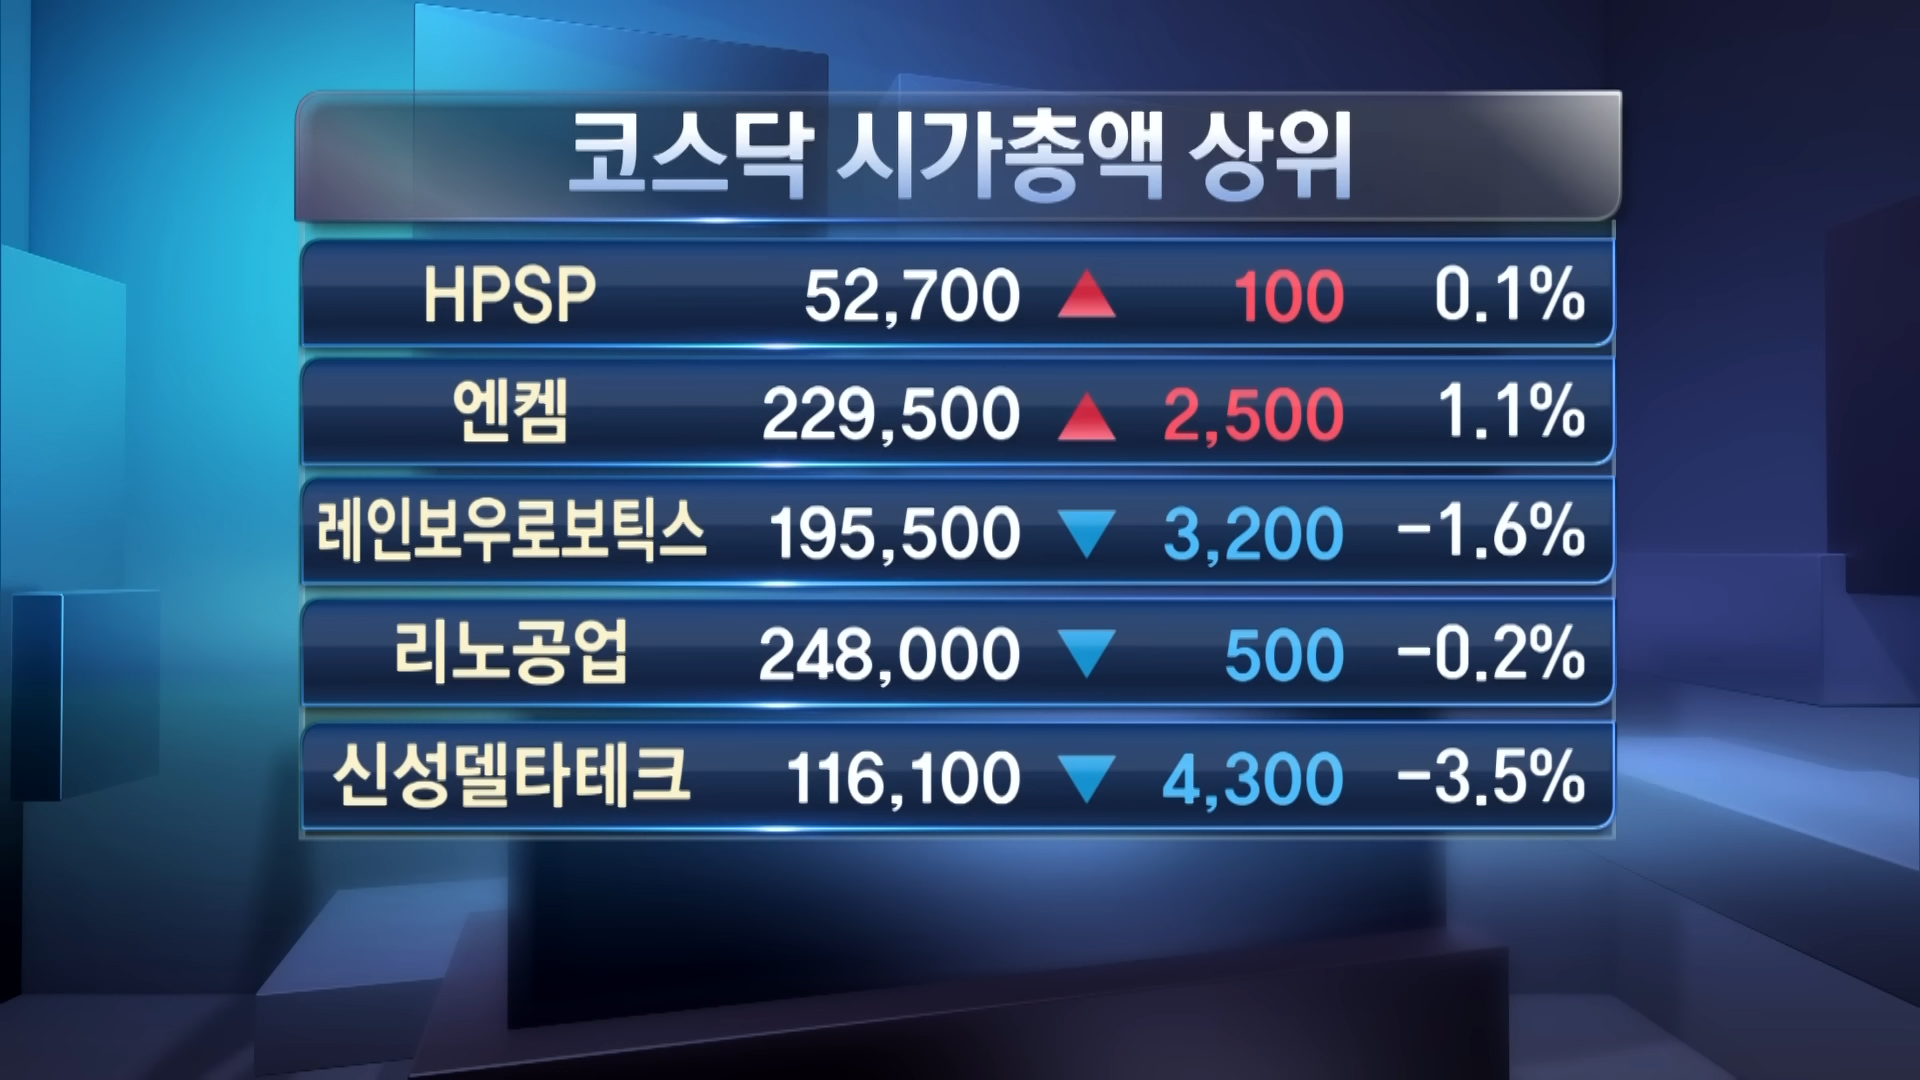 코스닥 시가총액 상위
HPSP 52,700 ▲ 100 0.1%
엔켐 229,500 ▲ 2,500 1.1%
레인보우로보틱스 195,500 ▼ 3,200 -1.6%
리노공업 248,000 ▼ 500 -0.2%
신성델타테크 116,100 ▼ 4,300 -3.5%